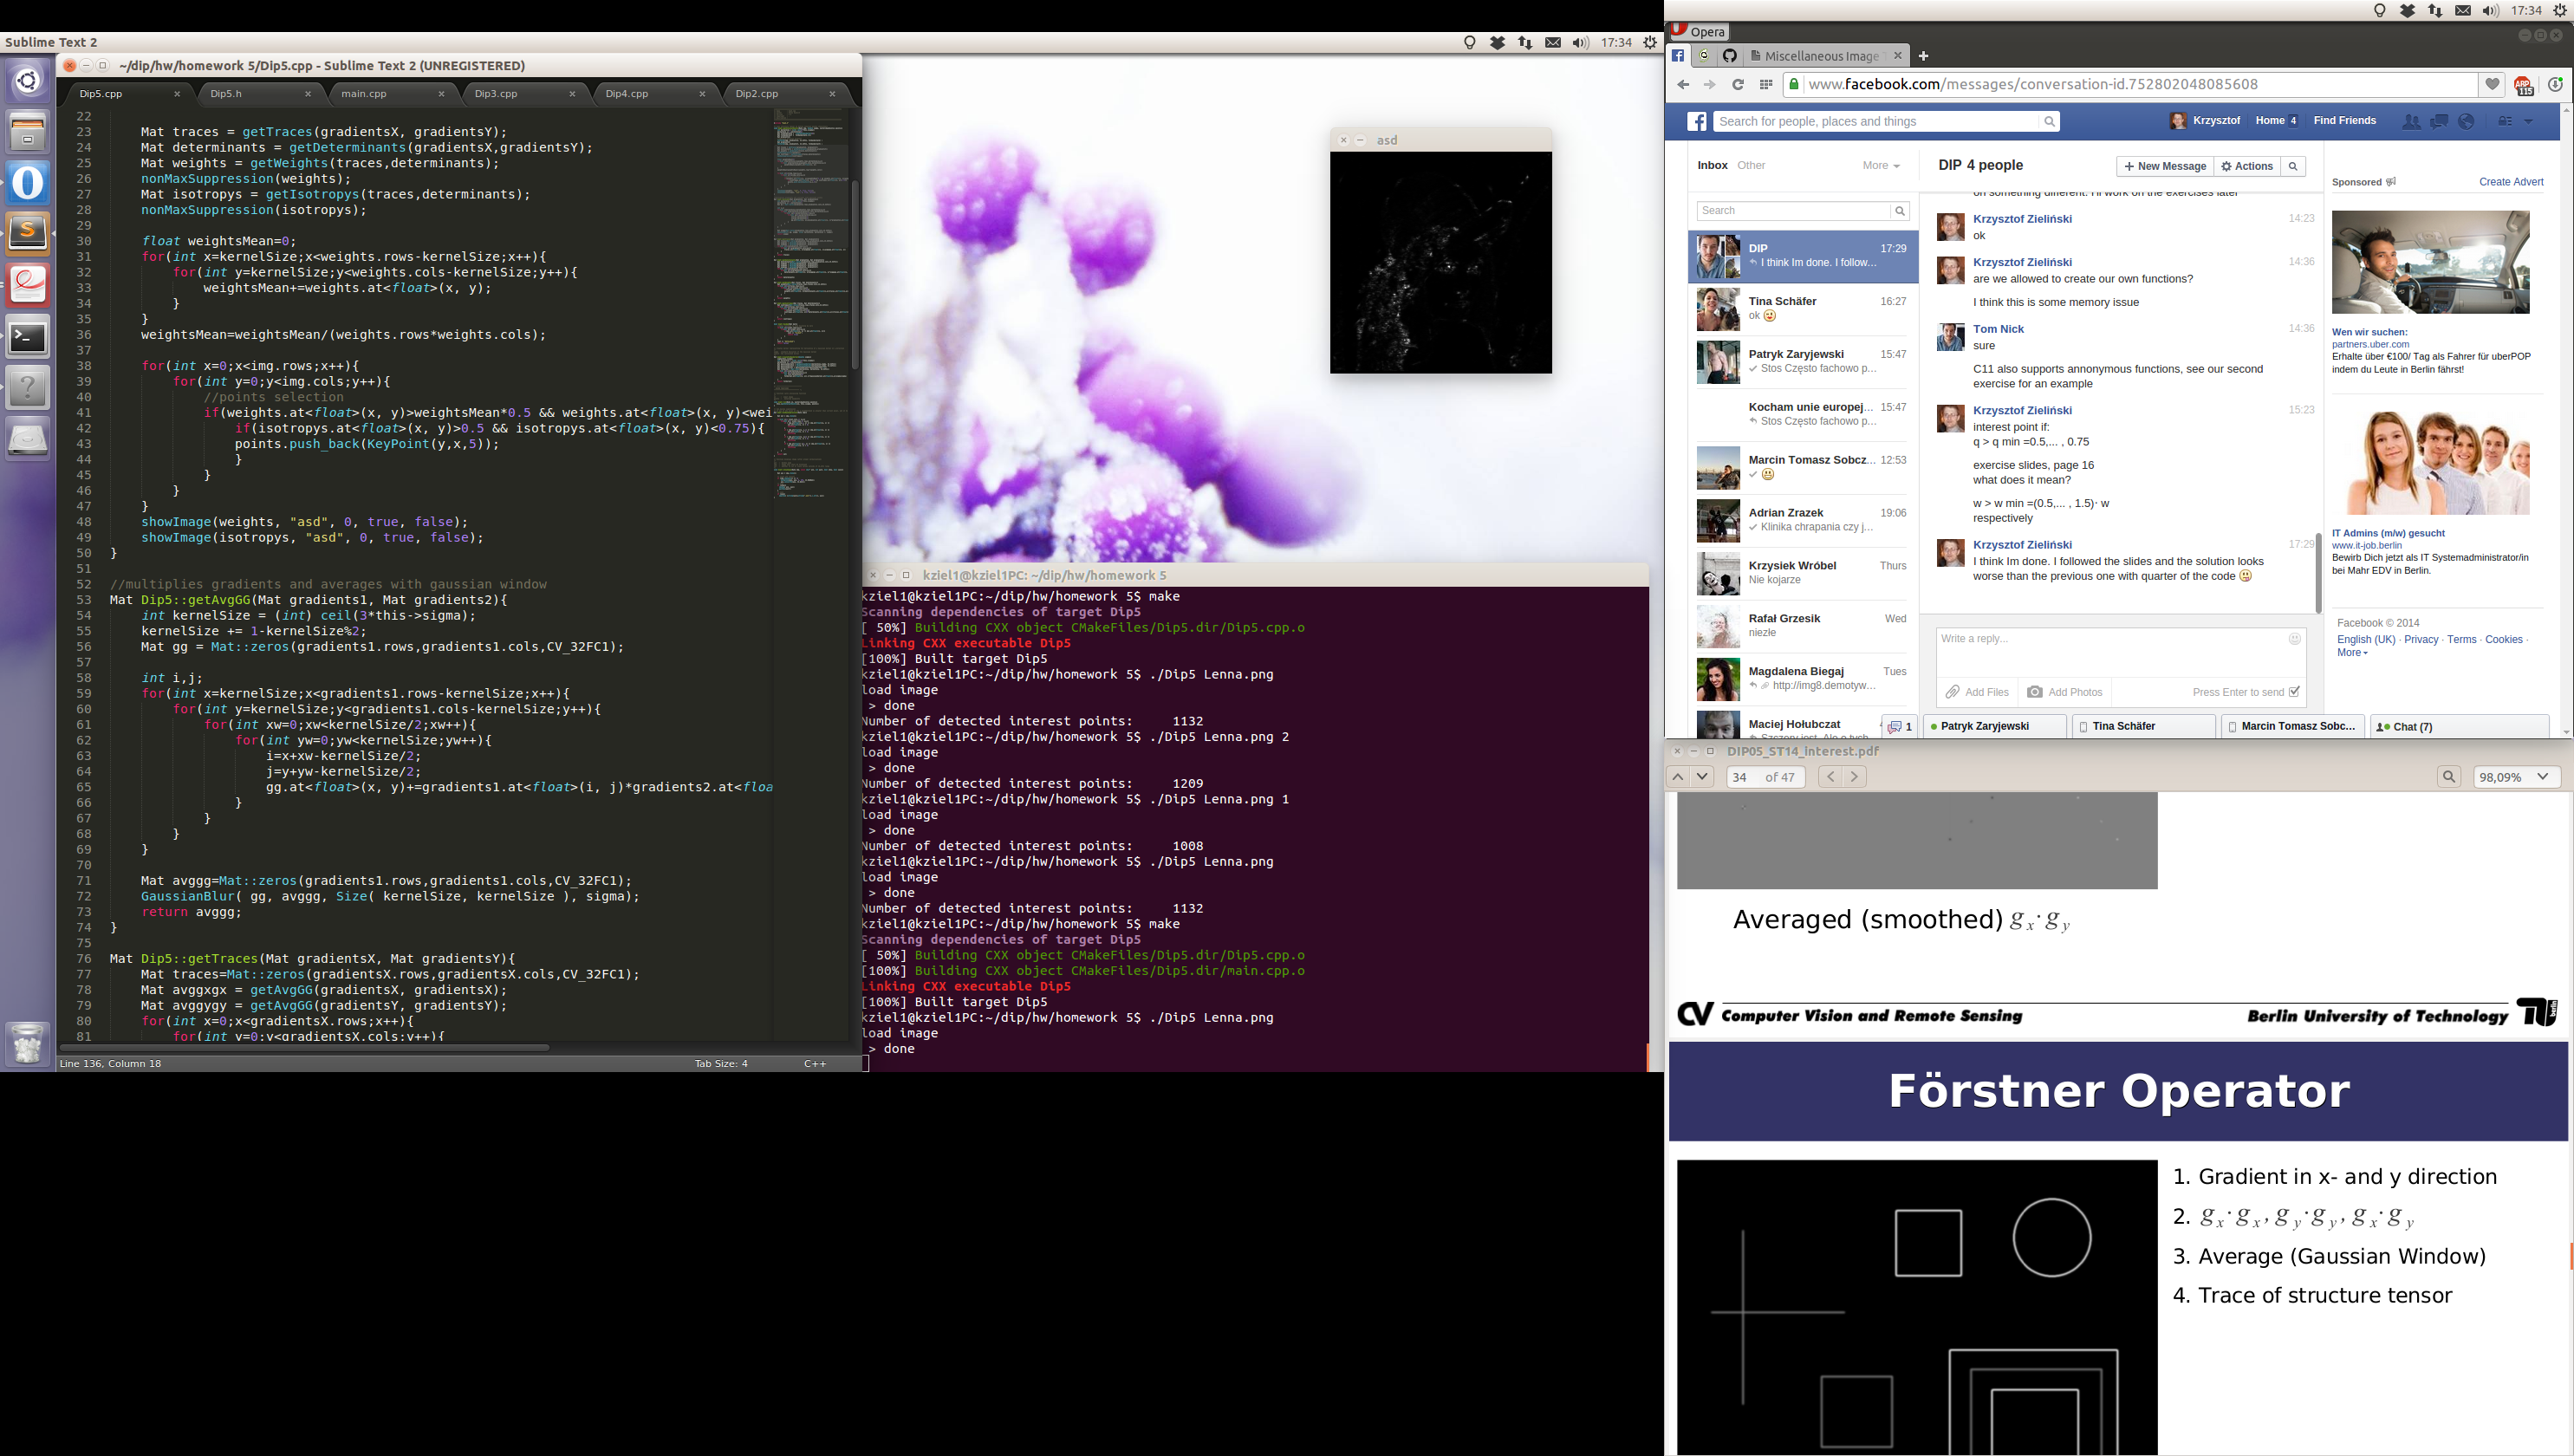 Sublime Text 2
17:34
~/dip/hw/homework 5/Dip5.cpp - Sublime Text 2 (UNREGISTERED)
Dip5.cpp
Dip5.h
main.cpp
Dip3.cpp
Dip4.cpp
Dip2.cpp
22
23 Mat traces = getTraces(gradientsX, gradientsY);
24 Mat determinants = getDeterminants(gradientsX,gradientsY);
25 Mat weights = getWeights(traces,determinants);
26 nonMaxSuppression(weights);
27 Mat isotropys = getIsotropys(traces,determinants);
28 nonMaxSuppression(isotropys);
29
30 float weightsMean=0;
31 for(int x=kernelSize;x<weights.rows-kernelSize;x++){
32 for(int y=kernelSize;y<weights.cols-kernelSize;y++){
33 weightsMean+=weights.at<float>(x, y);
34 }
35 }
36 weightsMean=weightsMean/(weights.rows*weights.cols);
37
38 for(int x=0;x<img.rows;x++){
39 for(int y=0;y<img.cols;y++){
40 //points selection
41 if(weights.at<float>(x, y)>weightsMean*0.5 && weights.at<float>(x, y)<wei
42 if(isotropys.at<float>(x, y)>0.5 && isotropys.at<float>(x, y)<0.75){
43 points.push_back(KeyPoint(y,x,5));
44 }
45 }
46 }
47 }
48 showImage(weights, "asd", 0, true, false);
49 showImage(isotropys, "asd", 0, true, false);
50 }
51
52 //multiplies gradients and averages with gaussian window
53 Mat Dip5::getAvgGG(Mat gradients1, Mat gradients2){
54 int kernelSize = (int) ceil(3*this->sigma);
55 kernelSize += 1-kernelSize%2;
56 Mat gg = Mat::zeros(gradients1.rows,gradients1.cols,CV_32FC1);
57
58 int i,j;
59 for(int x=kernelSize;x<gradients1.rows-kernelSize;x++){
60 for(int y=kernelSize;y<gradients1.cols-kernelSize;y++){
61 for(int xw=0;xw<kernelSize/2;xw++){
62 for(int yw=0;yw<kernelSize;yw++){
63 i=x+xw-kernelSize/2;
64 j=y+yw-kernelSize/2;
65 gg.at<float>(x, y)+=gradients1.at<float>(i, j)*gradients2.at<floa
66 }
67 }
68 }
69 }
70
71 Mat avggg=Mat::zeros(gradients1.rows,gradients1.cols,CV_32FC1);
72 GaussianBlur( gg, avggg, Size( kernelSize, kernelSize ), sigma);
73 return avggg;
74 }
75
76 Mat Dip5::getTraces(Mat gradientsX, Mat gradientsY){
77 Mat traces=Mat::zeros(gradientsX.rows,gradientsX.cols,CV_32FC1);
78 Mat avggxgx = getAvgGG(gradientsX, gradientsX);
79 Mat avggygy = getAvgGG(gradientsY, gradientsY);
80 for(int x=0;x<gradientsX.rows;x++){
81 for(int y=0;y<gradientsX.cols;y++){
Line 136, Column 18
Tab Size: 4
C++
asd
kziel1@kziel1PC: ~/dip/hw/homework 5
kziel1@kziel1PC:~/dip/hw/homework 5$ make
Scanning dependencies of target Dip5
[ 50%] Building CXX object CMakeFiles/Dip5.dir/Dip5.cpp.o
Linking CXX executable Dip5
[100%] Built target Dip5
kziel1@kziel1PC:~/dip/hw/homework 5$ ./Dip5 Lenna.png
load image
> done
Number of detected interest points: 1132
kziel1@kziel1PC:~/dip/hw/homework 5$ ./Dip5 Lenna.png 2
load image
> done
Number of detected interest points: 1209
kziel1@kziel1PC:~/dip/hw/homework 5$ ./Dip5 Lenna.png 1
load image
> done
Number of detected interest points: 1008
kziel1@kziel1PC:~/dip/hw/homework 5$ ./Dip5 Lenna.png
load image
> done
Number of detected interest points: 1132
kziel1@kziel1PC:~/dip/hw/homework 5$ make
Scanning dependencies of target Dip5
[ 50%] Building CXX object CMakeFiles/Dip5.dir/Dip5.cpp.o
[100%] Building CXX object CMakeFiles/Dip5.dir/main.cpp.o
Linking CXX executable Dip5
[100%] Built target Dip5
kziel1@kziel1PC:~/dip/hw/homework 5$ ./Dip5 Lenna.png
load image
> done
17:34
Opera
Miscellaneous Image
www.facebook.com/messages/conversation-id.752802048085608
ABP 115
Search for people, places and things
Krzysztof Home 4 Find Friends
Inbox Other More
Search
DIP 17:29
I think Im done. I follow…
Tina Schäfer 16:27
ok
Patryk Zaryjewski 15:47
Stos Często fachowo p…
Kocham unie europej… 15:47
Stos Często fachowo p…
Marcin Tomasz Sobcz… 12:53
Adrian Zrazek 19:06
Klinika chrapania czy j…
Krzysiek Wróbel Thurs
Nie kojarze
Rafał Grzesik Wed
niezłe
Magdalena Biegaj Tues
http://img8.demotyw…
Maciej Hołubczat
DIP 4 people
New Message
Actions
on something different. I'll work on the exercises later
Krzysztof Zieliński 14:23
ok
Krzysztof Zieliński 14:36
are we allowed to create our own functions?
I think this is some memory issue
Tom Nick 14:36
sure
C11 also supports annonymous functions, see our second
exercise for an example
Krzysztof Zieliński 15:23
interest point if:
q > q min =0.5,... , 0.75
exercise slides, page 16
what does it mean?
w > w min =(0.5,... , 1.5)· w
respectively
Krzysztof Zieliński 17:29
I think Im done. I followed the slides and the solution looks
worse than the previous one with quarter of the code
Write a reply...
Add Files
Add Photos
Press Enter to send
Sponsored
Create Advert
Wen wir suchen:
partners.uber.com
Erhalte über €100/ Tag als Fahrer für uberPOP
indem du Leute in Berlin fährst!
IT Admins (m/w) gesucht
www.it-job.berlin
Bewirb Dich jetzt als IT Systemadministrator/in
bei Mahr EDV in Berlin.
Facebook © 2014
English (UK) · Privacy · Terms · Cookies ·
More
1
Patryk Zaryjewski
Tina Schäfer
Marcin Tomasz Sobc…
Chat (7)
DIP05_ST14_interest.pdf
34 of 47
98,09%
Averaged (smoothed) g x · g y
CV Computer Vision and Remote Sensing
Berlin University of Technology
berlin
Förstner Operator
1. Gradient in x- and y direction
2. g x · g x , g y · g y , g x · g y
3. Average (Gaussian Window)
4. Trace of structure tensor